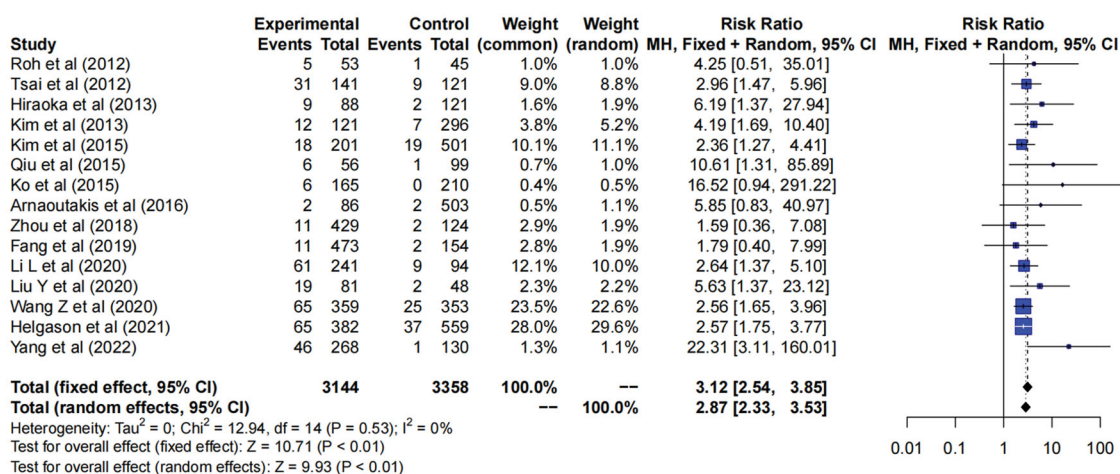 Experimental Control Weight Weight Risk Ratio Risk Ratio
Study Events Total Events Total (common) (random) MH, Fixed + Random, 95% CI MH, Fixed + Random, 95% CI
Roh et al (2012) 5 53 1 45 1.0% 1.0% 4.25 [0.51, 35.01]
Tsai et al (2012) 31 141 9 121 9.0% 8.8% 2.96 [1.47, 5.96]
Hiraoka et al (2013) 9 88 2 121 1.6% 1.9% 6.19 [1.37, 27.94]
Kim et al (2013) 12 121 7 296 3.8% 5.2% 4.19 [1.69, 10.40]
Kim et al (2015) 18 201 19 501 10.1% 11.1% 2.36 [1.27, 4.41]
Qiu et al (2015) 6 56 1 99 0.7% 1.0% 10.61 [1.31, 85.89]
Ko et al (2015) 6 165 0 210 0.4% 0.5% 16.52 [0.94, 291.22]
Arnaoutakis et al (2016) 2 86 2 503 0.5% 1.1% 5.85 [0.83, 40.97]
Zhou et al (2018) 11 429 2 124 2.9% 1.9% 1.59 [0.36, 7.08]
Fang et al (2019) 11 473 2 154 2.8% 1.9% 1.79 [0.40, 7.99]
Li L et al (2020) 61 241 9 94 12.1% 10.0% 2.64 [1.37, 5.10]
Liu Y et al (2020) 19 81 2 48 2.3% 2.2% 5.63 [1.37, 23.12]
Wang Z et al (2020) 65 359 25 353 23.5% 22.6% 2.56 [1.65, 3.96]
Helgason et al (2021) 65 382 37 559 28.0% 29.6% 2.57 [1.75, 3.77]
Yang et al (2022) 46 268 1 130 1.3% 1.1% 22.31 [3.11, 160.01]
Total (fixed effect, 95% CI) 3144 3358 100.0% −− 3.12 [2.54, 3.85]
Total (random effects, 95% CI) −− 100.0% 2.87 [2.33, 3.53]
Heterogeneity: Tau² = 0; Chi² = 12.94, df = 14 (P = 0.53); I² = 0%
Test for overall effect (fixed effect): Z = 10.71 (P < 0.01)
Test for overall effect (random effects): Z = 9.93 (P < 0.01)
0.01 0.1 1 10 100